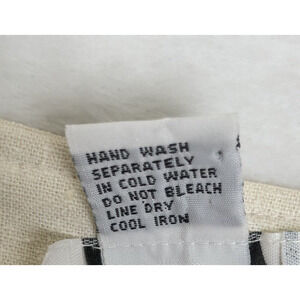 HAND WASH
SEPARATELY
IN COLD WATER
DO NOT BLEACH
LINE DRY
COOL IRON